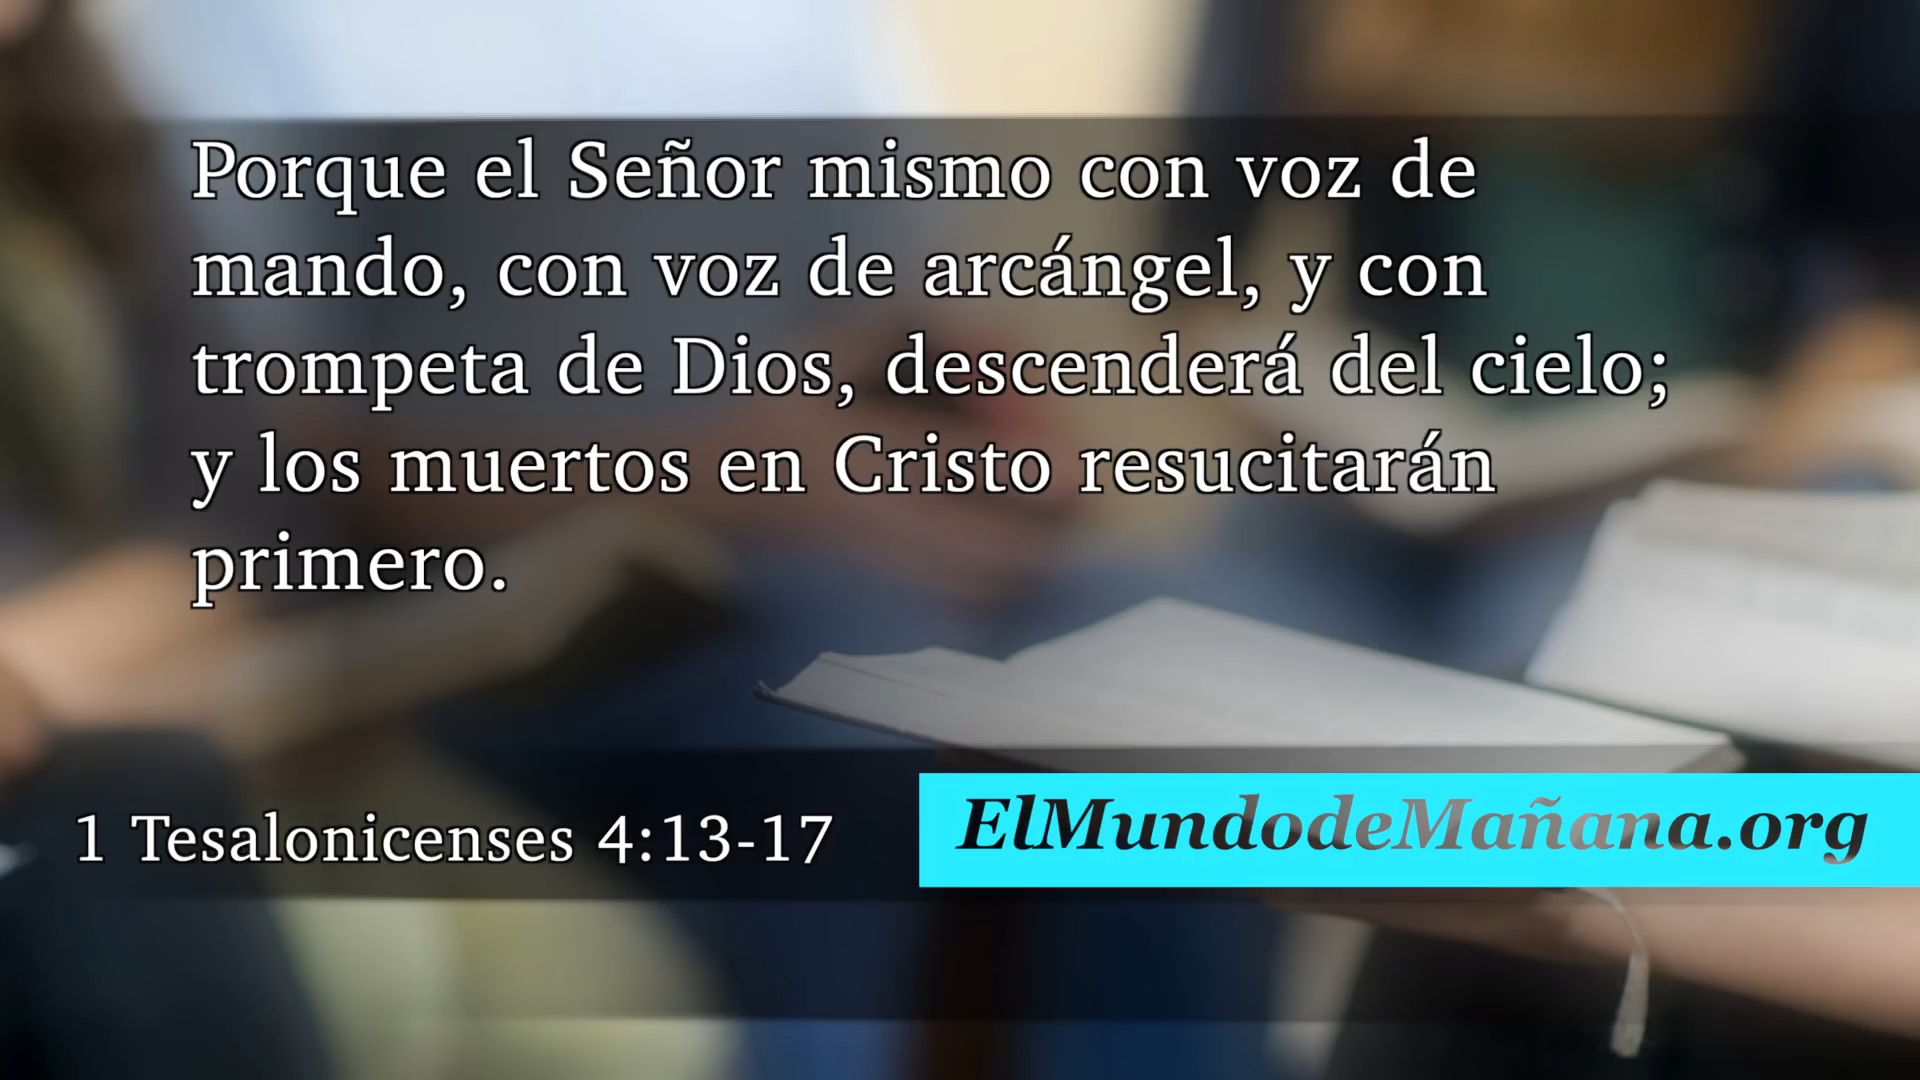 Porque el Señor mismo con voz de
mando, con voz de arcángel, y con
trompeta de Dios, descenderá del cielo;
y los muertos en Cristo resucitarán
primero.
1 Tesalonicenses 4:13-17
ElMundodeMañana.org